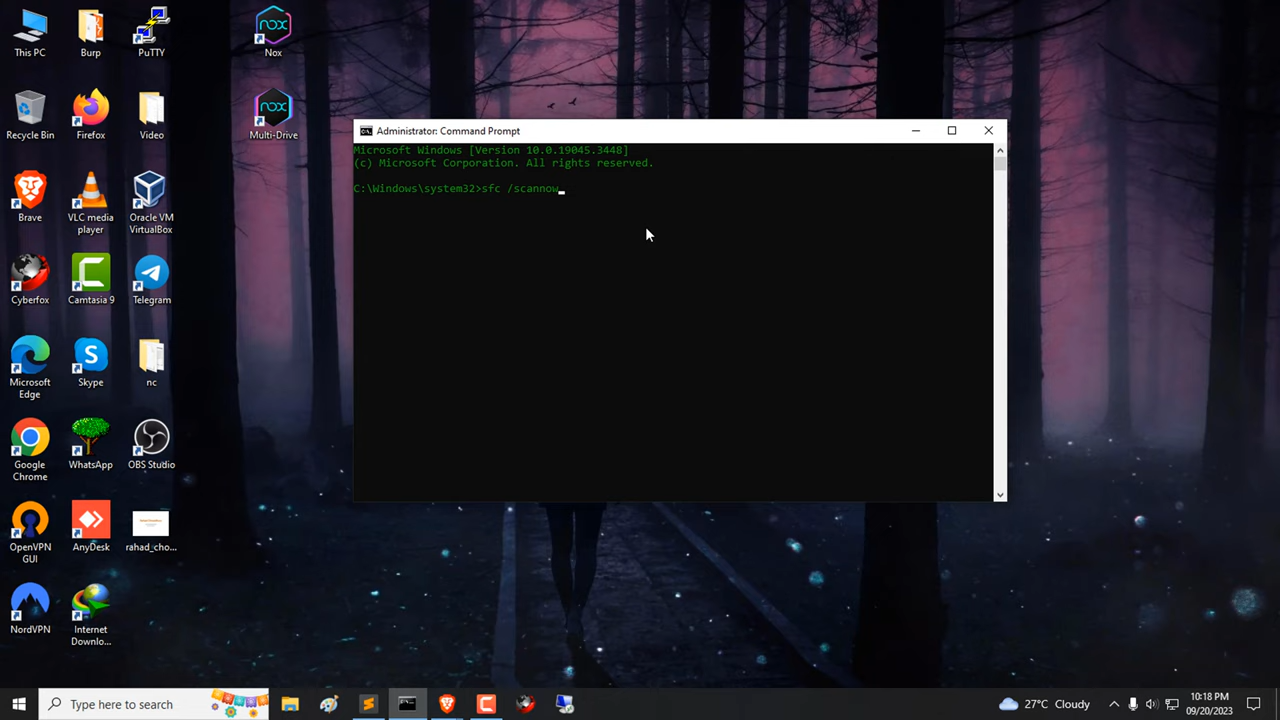 This PC
Burp
PuTTY
Nox
Recycle Bin
Firefox
Video
Multi-Drive
Brave
VLC media
player
Oracle VM
VirtualBox
Cyberfox
Camtasia 9
Telegram
Microsoft
Edge
Skype
nc
Google
Chrome
WhatsApp
OBS Studio
OpenVPN
GUI
AnyDesk
rahad_cho...
NordVPN
Internet
Downlo...
Administrator: Command Prompt
Microsoft Windows [Version 10.0.19045.3448]
(c) Microsoft Corporation. All rights reserved.
C:\Windows\system32>sfc /scannow
Type here to search
27°C Cloudy
10:18 PM
09/20/2023